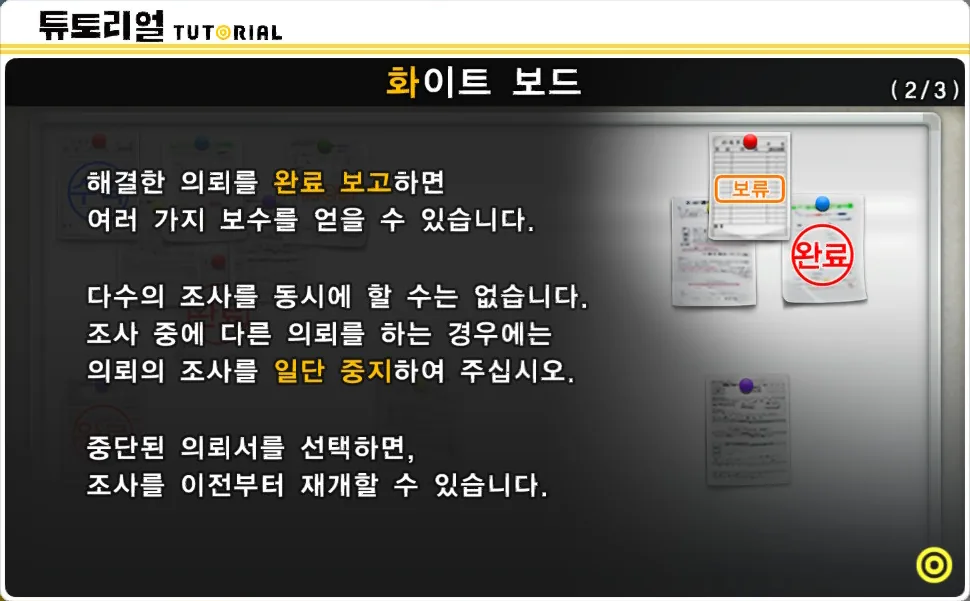 튜토리얼 TUTORIAL
화이트 보드
(2/3)
해결한 의뢰를 완료 보고하면
여러 가지 보수를 얻을 수 있습니다.
다수의 조사를 동시에 할 수는 없습니다.
조사 중에 다른 의뢰를 하는 경우에는
의뢰의 조사를 일단 중지하여 주십시오.
중단된 의뢰서를 선택하면,
조사를 이전부터 재개할 수 있습니다.
보류
완료